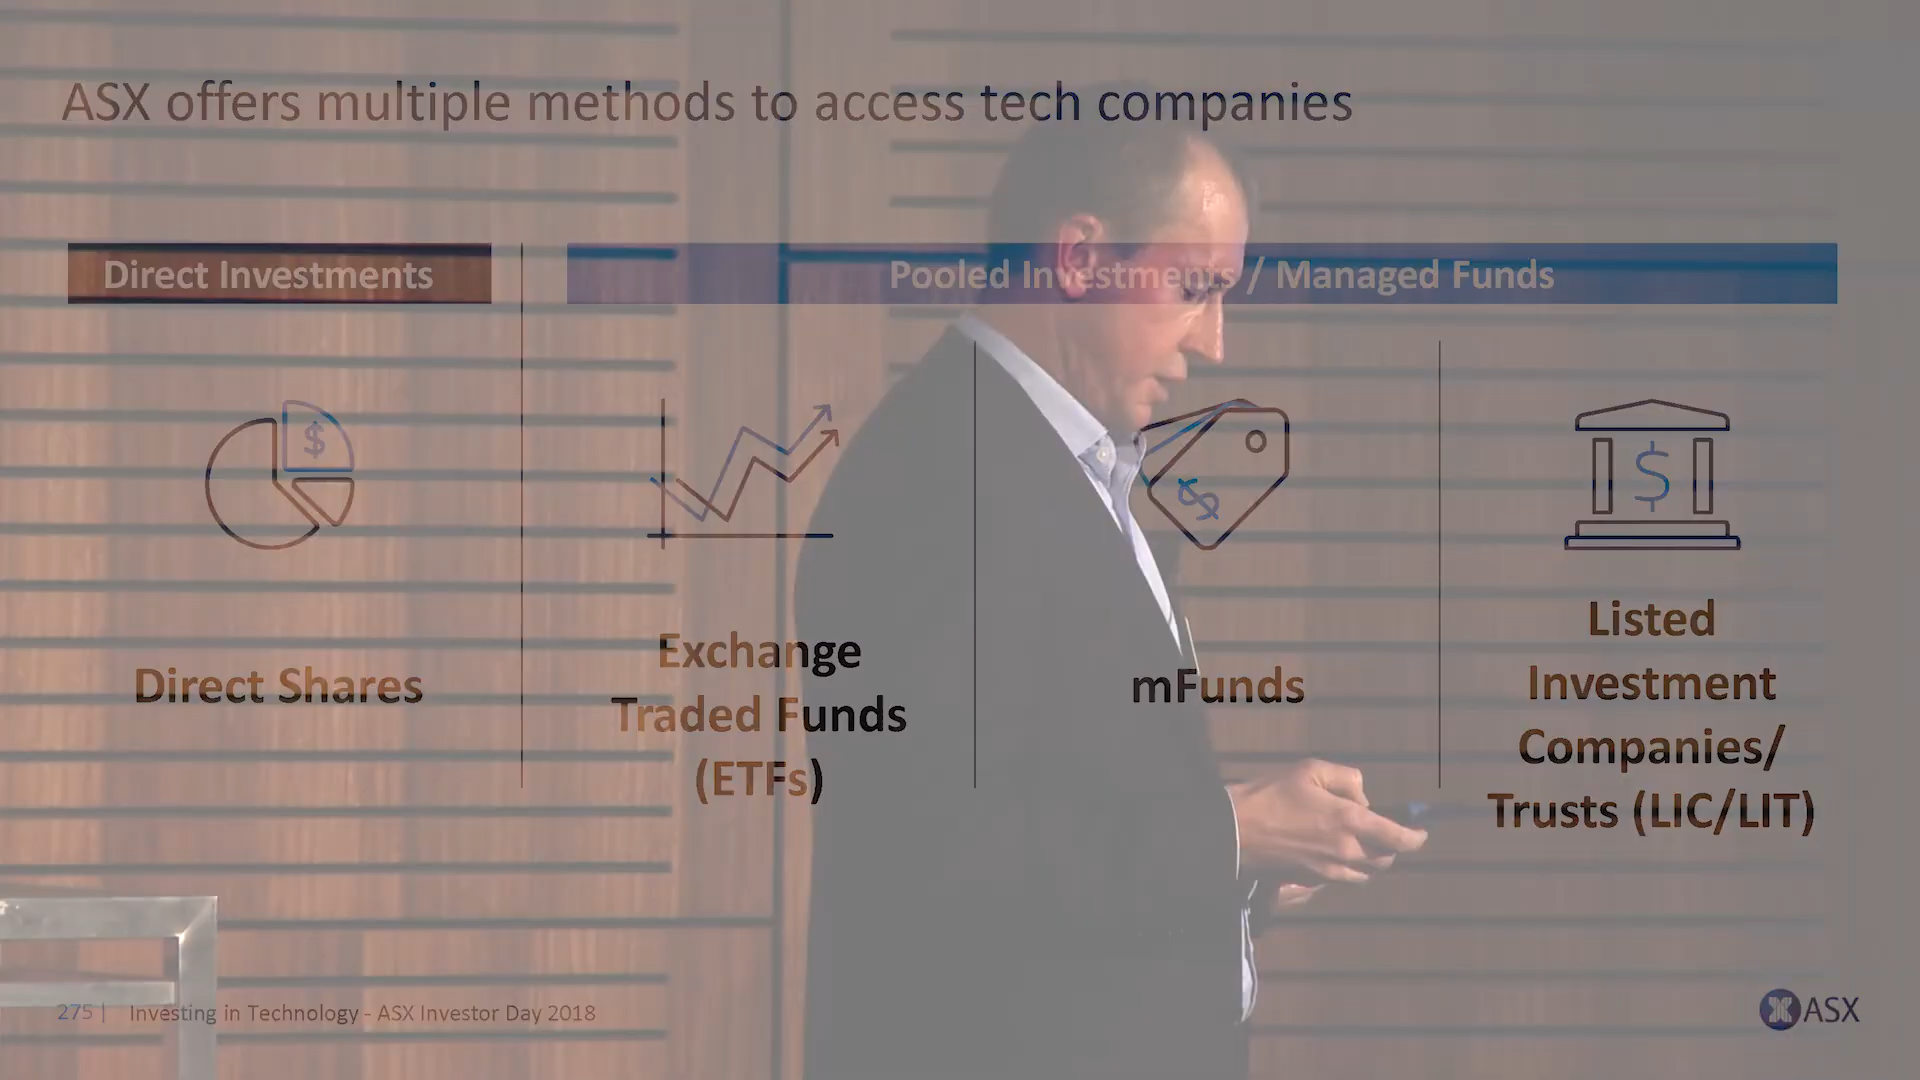 ASX offers multiple methods to access tech companies
Direct Investments
Pooled Investments / Managed Funds
$
$
$
Direct Shares
Exchange
Traded Funds
(ETFs)
mFunds
Listed
Investment
Companies/
Trusts (LIC/LIT)
275 | Investing in Technology - ASX Investor Day 2018
ASX